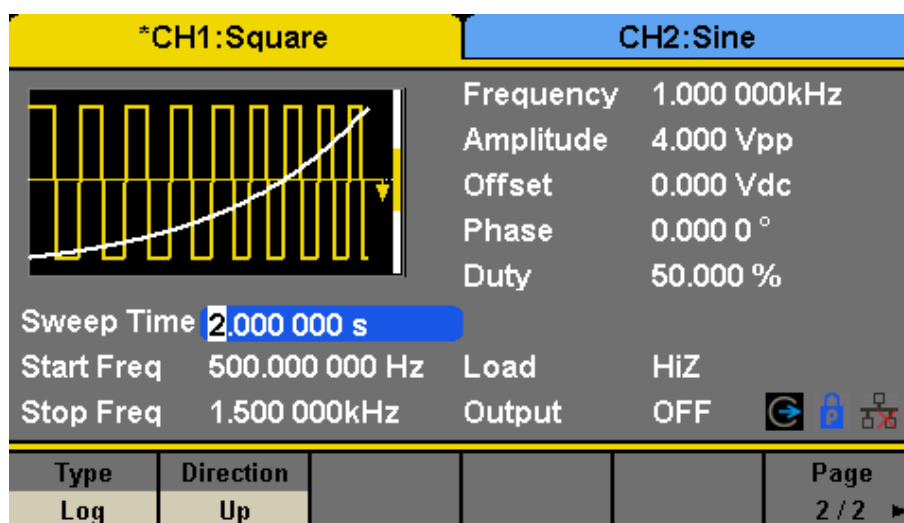 *CH1:Square
CH2:Sine
Frequency 1.000 000kHz
Amplitude 4.000 Vpp
Offset 0.000 Vdc
Phase 0.000 0 °
Duty 50.000 %
Sweep Time 2.000 000 s
Start Freq 500.000 000 Hz Load HiZ
Stop Freq 1.500 000kHz Output OFF P
Type Direction Page
Log Up 2/2